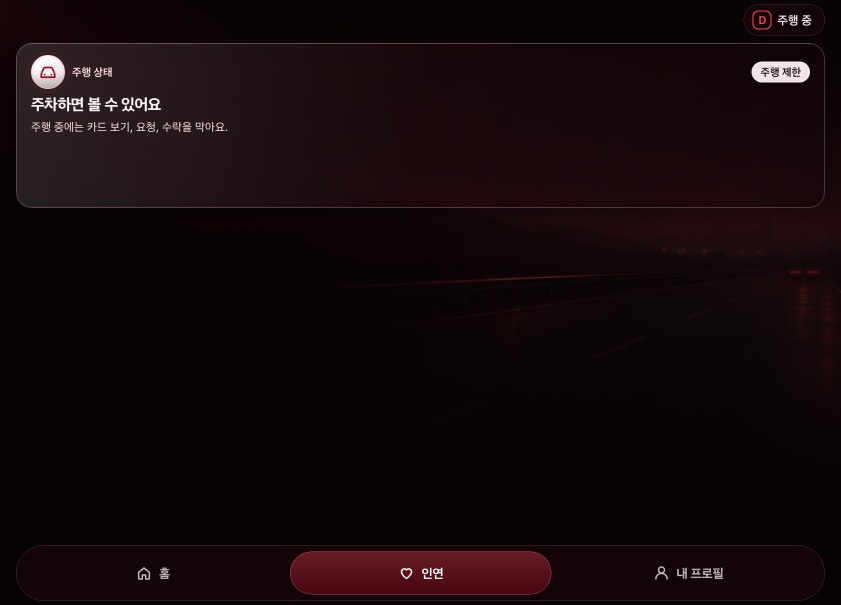 D 주행 중
주행 상태
주행 제한
주차하면 볼 수 있어요
주행 중에는 카드 보기, 요청, 수락을 막아요.
홈
인연
내 프로필